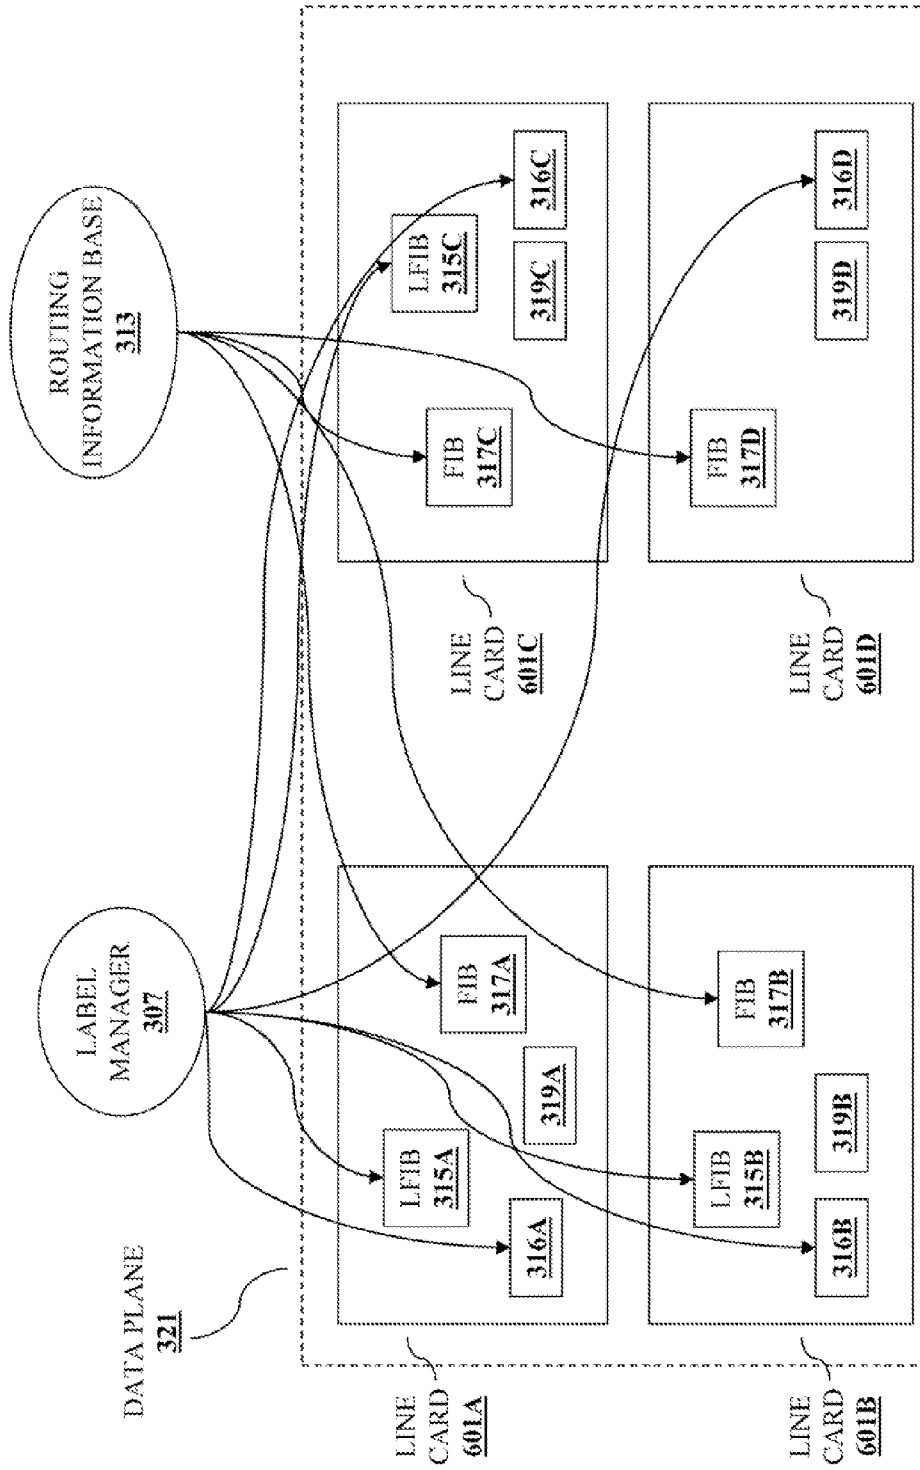 ROUTING
INFORMATION BASE
313
LABEL
MANAGER
307
DATA PLANE
321
LINE
CARD
601A
316A
LFIB
315A
319A
FIB
317A
LINE
CARD
601C
FIB
317C
LFIB
315C
319C
316C
LINE
CARD
601B
316B
LFIB
315B
319B
FIB
317B
LINE
CARD
601D
FIB
317D
319D
316D